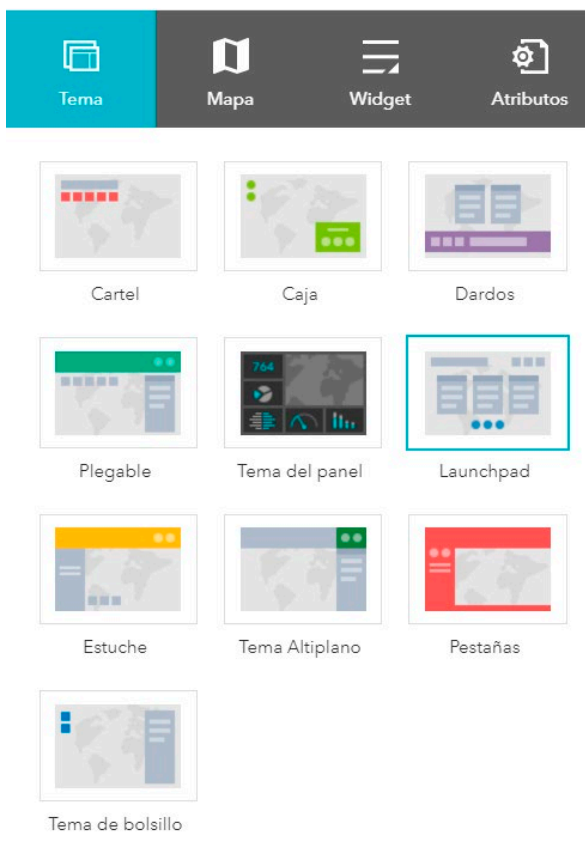 Tema Mapa Widget Atributos
Cartel Caja Dardos
764
Plegable Tema del panel Launchpad
Estuche Tema Altiplano Pestañas
Tema de bolsillo